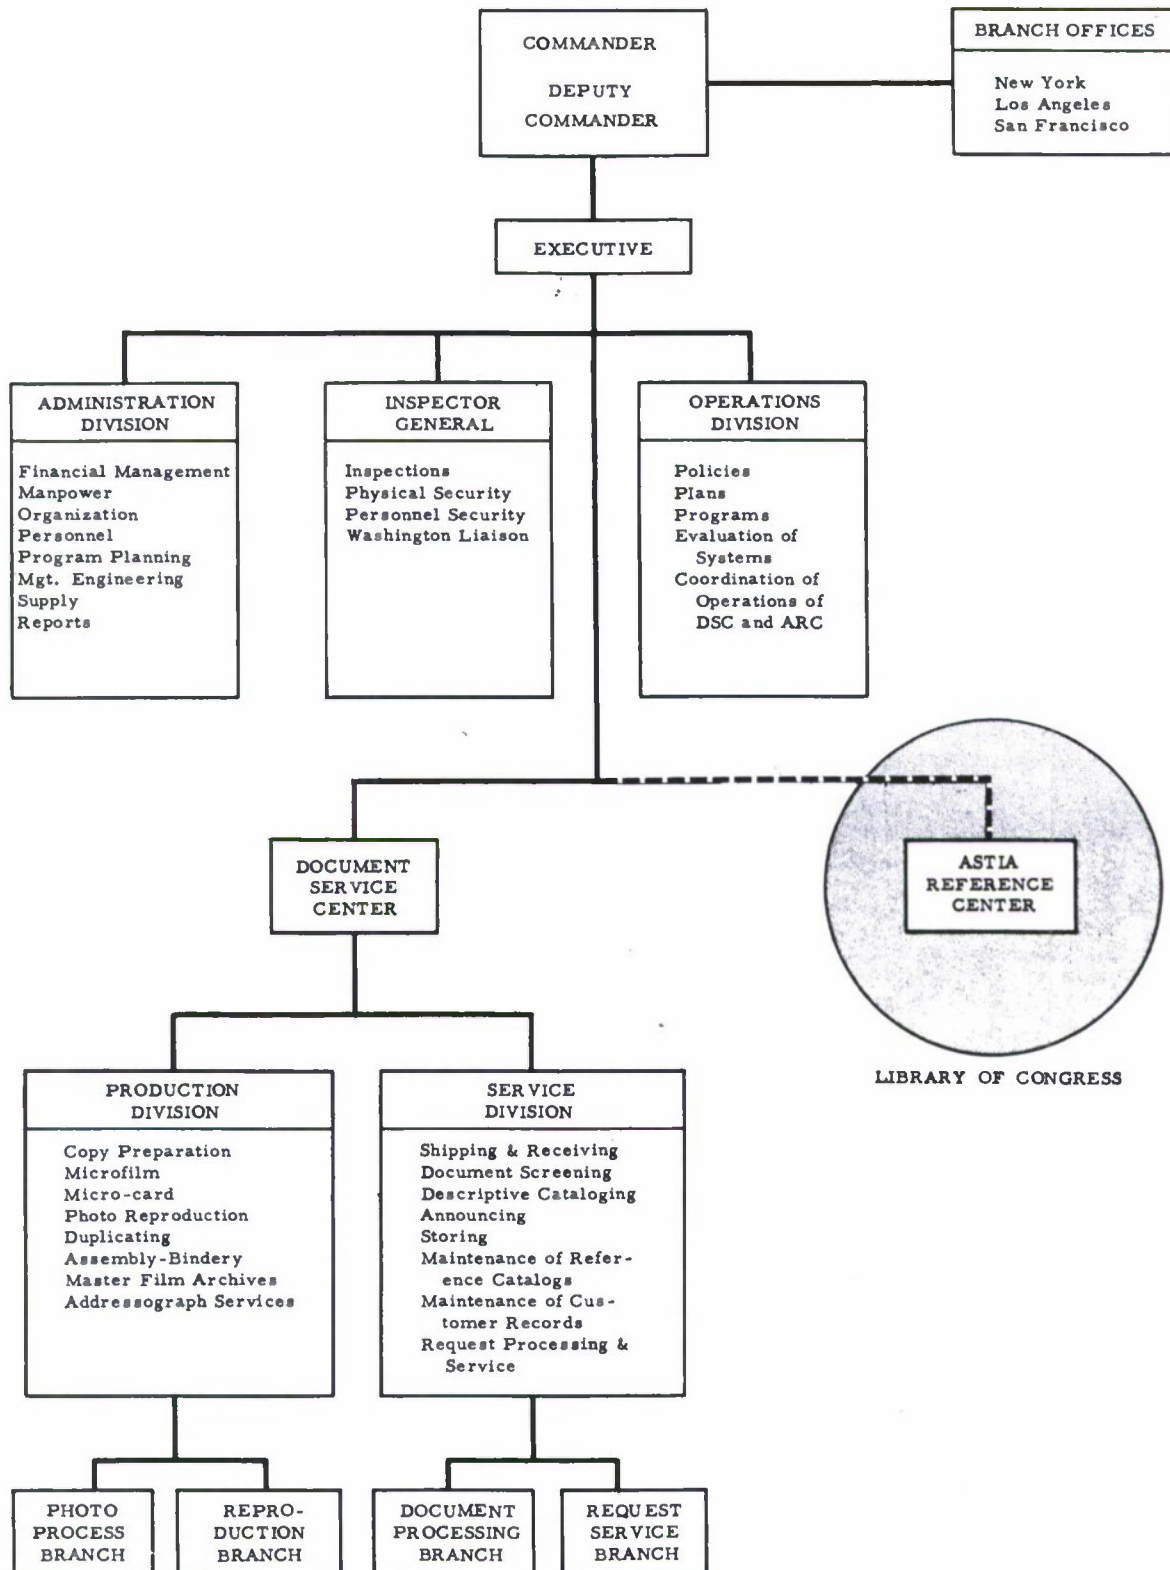 COMMANDER
DEPUTY
COMMANDER
BRANCH OFFICES
New York
Los Angeles
San Francisco
EXECUTIVE
ADMINISTRATION
DIVISION
Financial Management
Manpower
Organization
Personnel
Program Planning
Mgt. Engineering
Supply
Reports
INSPECTOR
GENERAL
Inspections
Physical Security
Personnel Security
Washington Liaison
OPERATIONS
DIVISION
Policies
Plans
Programs
Evaluation of
Systems
Coordination of
Operations of
DSC and ARC
DOCUMENT
SERVICE
CENTER
ASTIA
REFERENCE
CENTER
LIBRARY OF CONGRESS
PRODUCTION
DIVISION
Copy Preparation
Microfilm
Micro-card
Photo Reproduction
Duplicating
Assembly-Bindery
Master Film Archives
Addressograph Services
SERVICE
DIVISION
Shipping & Receiving
Document Screening
Descriptive Cataloging
Announcing
Storing
Maintenance of Refer-
ence Catalogs
Maintenance of Cus-
tomer Records
Request Processing &
Service
PHOTO
PROCESS
BRANCH
REPRO-
DUCTION
BRANCH
DOCUMENT
PROCESSING
BRANCH
REQUEST
SERVICE
BRANCH